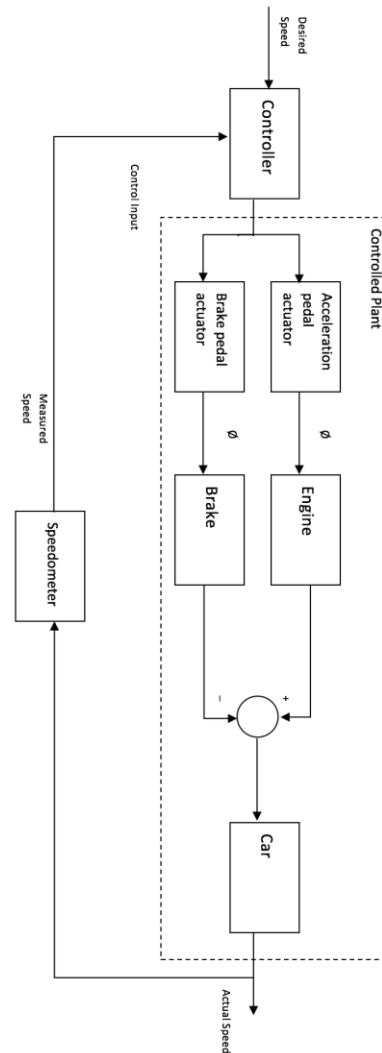 Desired
Speed
Controller
Control Input
Controlled Plant
Acceleration
pedal
actuator
Brake pedal
actuator
Ø
Ø
Engine
Brake
+
−
Car
Actual Speed
Speedometer
Measured
Speed